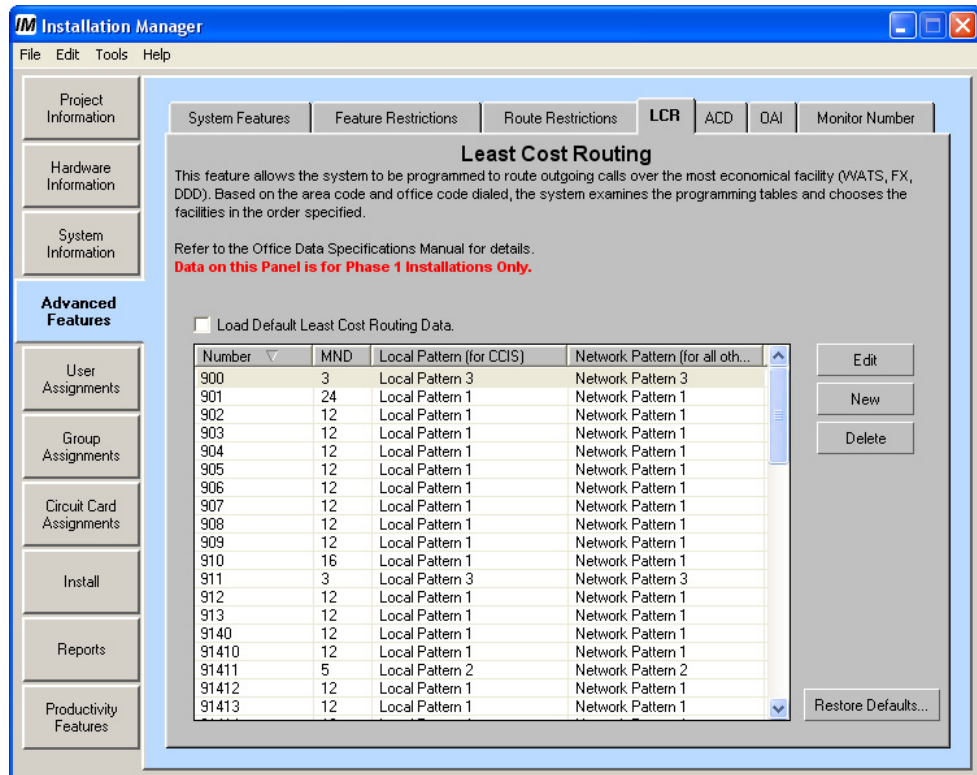 IM Installation Manager
File Edit Tools Help
Project
Information
Hardware
Information
System
Information
Advanced
Features
User
Assignments
Group
Assignments
Circuit Card
Assignments
Install
Reports
Productivity
Features
System Features Feature Restrictions Route Restrictions LCR ACD OAI Monitor Number
Least Cost Routing
This feature allows the system to be programmed to route outgoing calls over the most economical facility (WATS, FX,
DDD). Based on the area code and office code dialed, the system examines the programming tables and chooses the
facilities in the order specified.
Refer to the Office Data Specifications Manual for details.
Data on this Panel is for Phase 1 Installations Only.
Load Default Least Cost Routing Data.
Number MND Local Pattern (for CCIS) Network Pattern (for all oth...
900 3 Local Pattern 3 Network Pattern 3
901 24 Local Pattern 1 Network Pattern 1
902 12 Local Pattern 1 Network Pattern 1
903 12 Local Pattern 1 Network Pattern 1
904 12 Local Pattern 1 Network Pattern 1
905 12 Local Pattern 1 Network Pattern 1
906 12 Local Pattern 1 Network Pattern 1
907 12 Local Pattern 1 Network Pattern 1
908 12 Local Pattern 1 Network Pattern 1
909 12 Local Pattern 1 Network Pattern 1
910 16 Local Pattern 1 Network Pattern 1
911 3 Local Pattern 3 Network Pattern 3
912 12 Local Pattern 1 Network Pattern 1
913 12 Local Pattern 1 Network Pattern 1
9140 12 Local Pattern 1 Network Pattern 1
91410 12 Local Pattern 1 Network Pattern 1
91411 5 Local Pattern 2 Network Pattern 2
91412 12 Local Pattern 1 Network Pattern 1
91413 12 Local Pattern 1 Network Pattern 1
Edit
New
Delete
Restore Defaults...